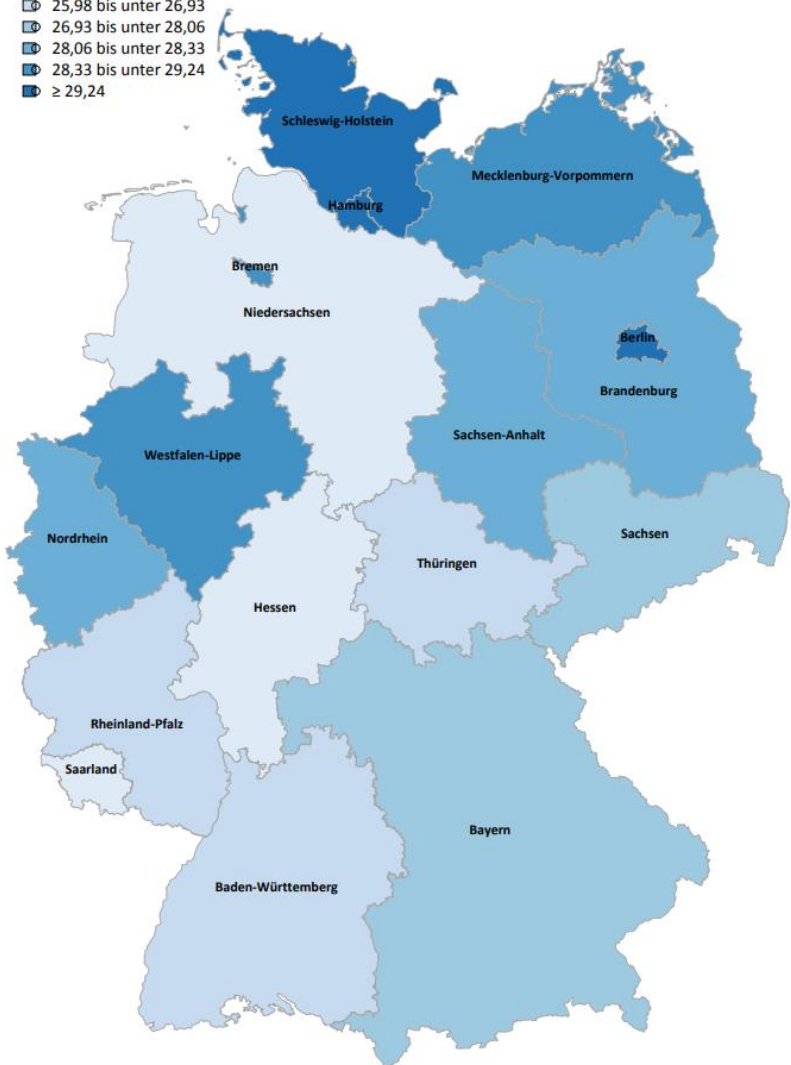 25,98 bis unter 26,93
26,93 bis unter 28,06
28,06 bis unter 28,33
28,33 bis unter 29,24
≥ 29,24
Schleswig-Holstein
Mecklenburg-Vorpommern
Hamburg
Bremen
Niedersachsen
Berlin
Brandenburg
Sachsen-Anhalt
Westfalen-Lippe
Sachsen
Nordrhein
Thüringen
Hessen
Rheinland-Pfalz
Saarland
Bayern
Baden-Württemberg